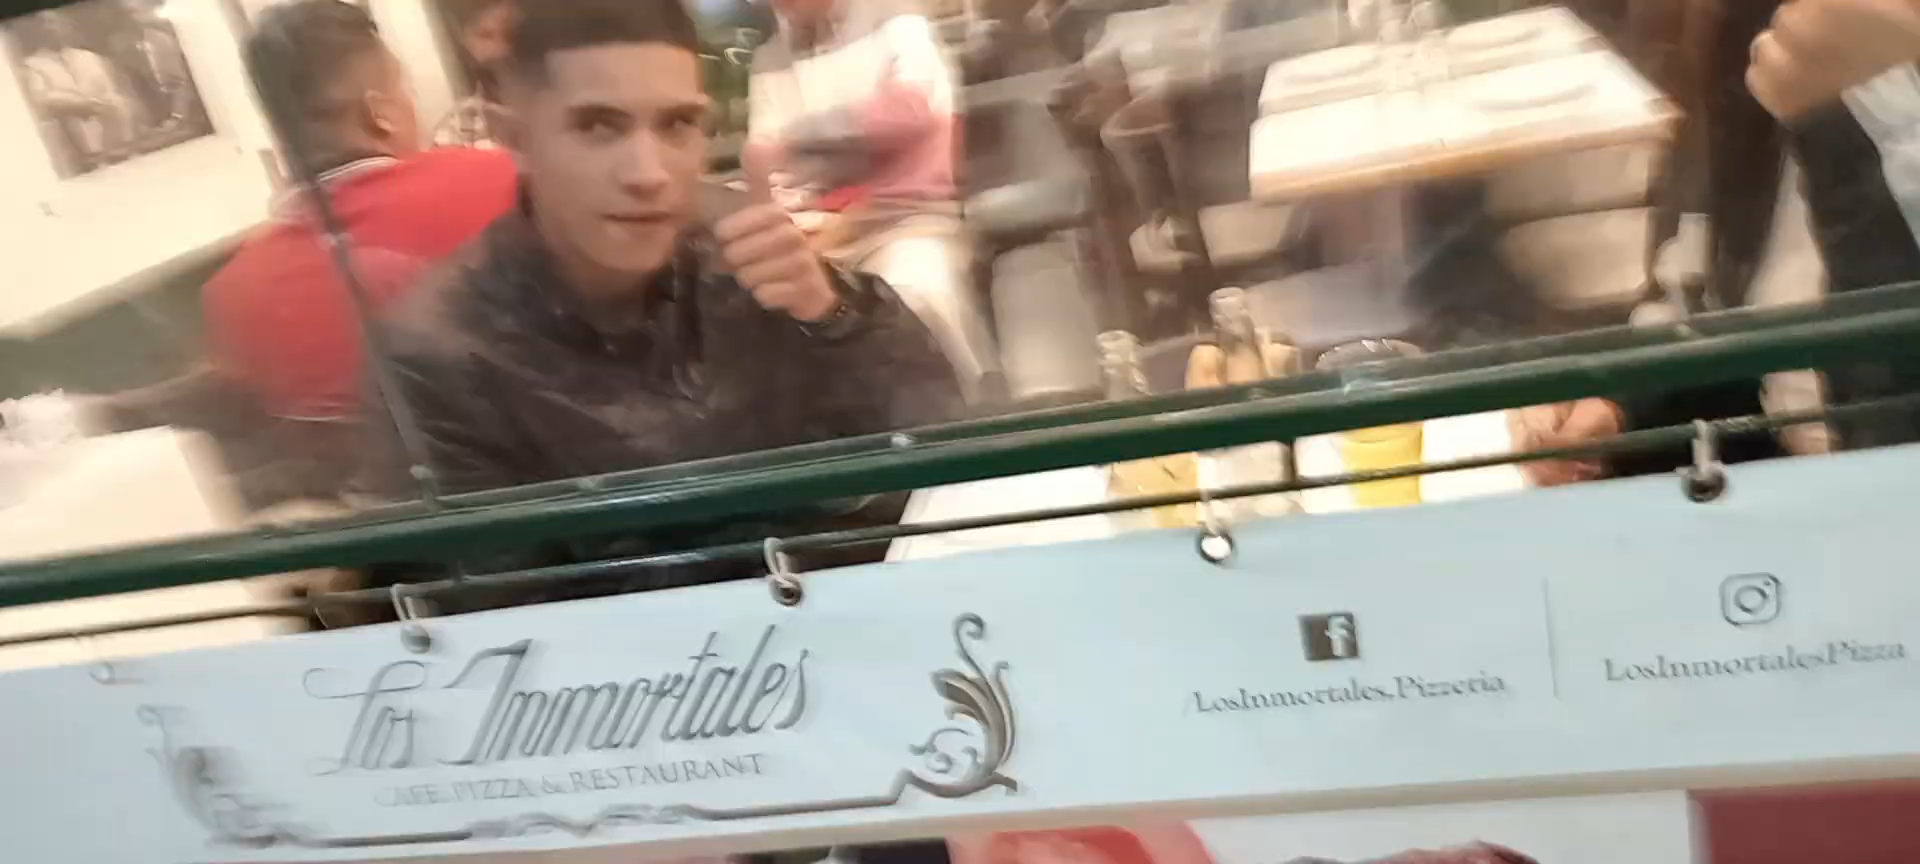 Los Inmortales
CAFE, PIZZA & RESTAURANT
/LosInmortales.Pizzeria
LosInmortalesPizza